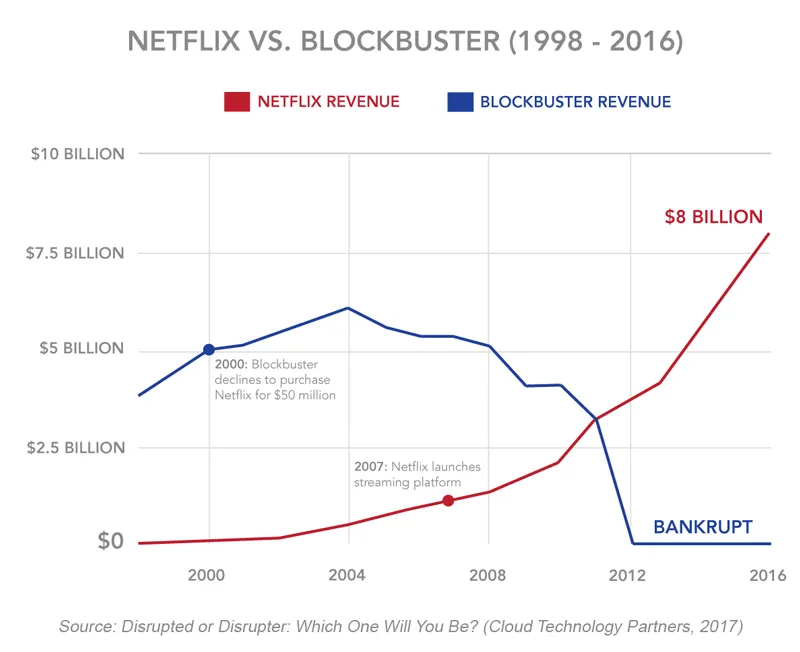 NETFLIX VS. BLOCKBUSTER (1998 - 2016)
NETFLIX REVENUE
BLOCKBUSTER REVENUE
$10 BILLION
$8 BILLION
$7.5 BILLION
$5 BILLION
2000: Blockbuster
declines to purchase
Netflix for $50 million
$2.5 BILLION
2007: Netflix launches
streaming platform
BANKRUPT
$0
2000
2004
2008
2012
2016
Source: Disrupted or Disrupter: Which One Will You Be? (Cloud Technology Partners, 2017)